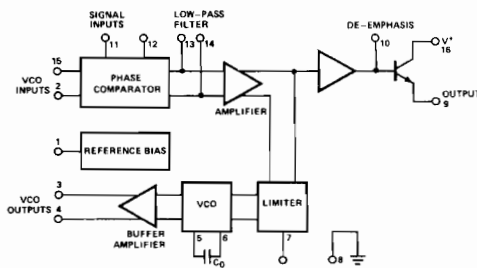 SIGNAL INPUTS
LOW-PASS FILTER
DE-EMPHASIS
11
12
13
14
10
V+
16
15
VCO INPUTS
2
PHASE COMPARATOR
AMPLIFIER
OUTPUT
9
1
REFERENCE BIAS
3
VCO OUTPUTS
4
BUFFER AMPLIFIER
VCO
LIMITER
5
6
7
8
C0